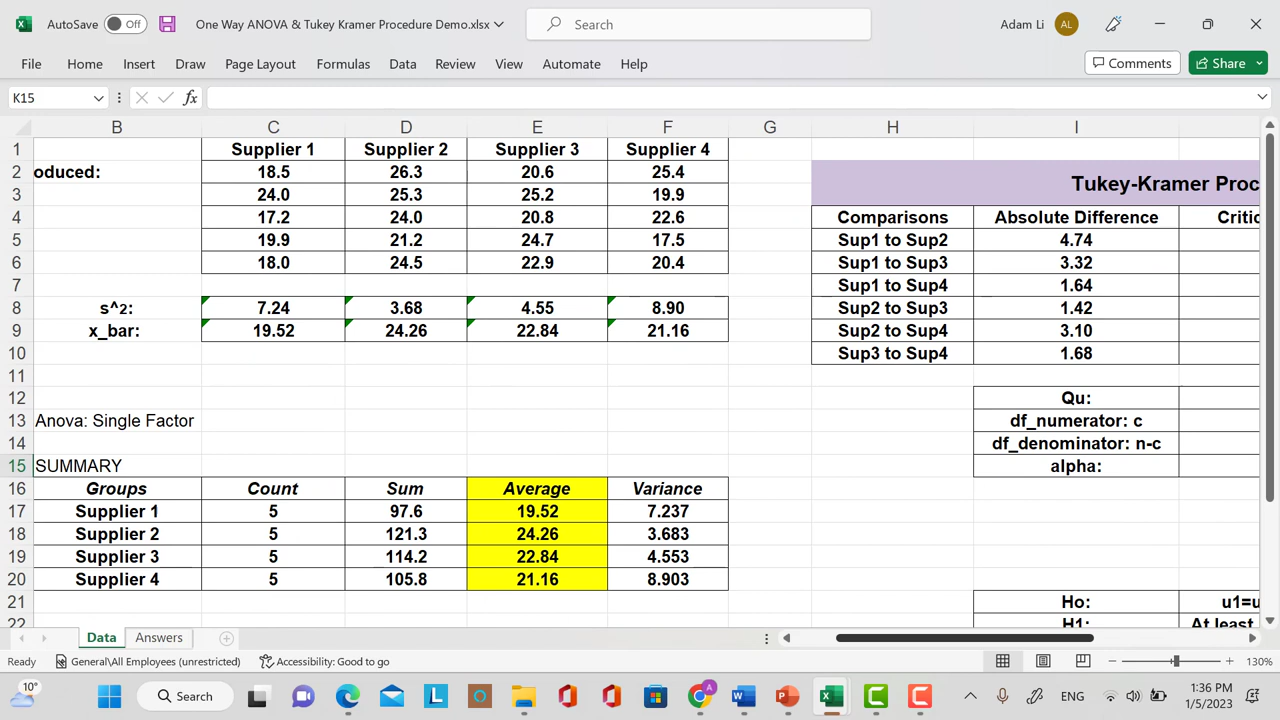 AutoSave Off One Way ANOVA & Tukey Kramer Procedure Demo.xlsx Search Adam Li AL
File Home Insert Draw Page Layout Formulas Data Review View Automate Help Comments Share
K15 fx
B C D E F G H I
1 Supplier 1 Supplier 2 Supplier 3 Supplier 4
2 oduced: 18.5 26.3 20.6 25.4 Tukey-Kramer Proc
3 24.0 25.3 25.2 19.9
4 17.2 24.0 20.8 22.6 Comparisons Absolute Difference Critic
5 19.9 21.2 24.7 17.5 Sup1 to Sup2 4.74
6 18.0 24.5 22.9 20.4 Sup1 to Sup3 3.32
7 Sup1 to Sup4 1.64
8 s^2: 7.24 3.68 4.55 8.90 Sup2 to Sup3 1.42
9 x_bar: 19.52 24.26 22.84 21.16 Sup2 to Sup4 3.10
10 Sup3 to Sup4 1.68
11
12 Qu:
13 Anova: Single Factor df_numerator: c
14 df_denominator: n-c
15 SUMMARY alpha:
16 Groups Count Sum Average Variance
17 Supplier 1 5 97.6 19.52 7.237
18 Supplier 2 5 121.3 24.26 3.683
19 Supplier 3 5 114.2 22.84 4.553
20 Supplier 4 5 105.8 21.16 8.903
21 Ho: u1=u
22 H1: At least
Data Answers
Ready General\All Employees (unrestricted) Accessibility: Good to go 130%
10° Search ENG 1:36 PM
1/5/2023